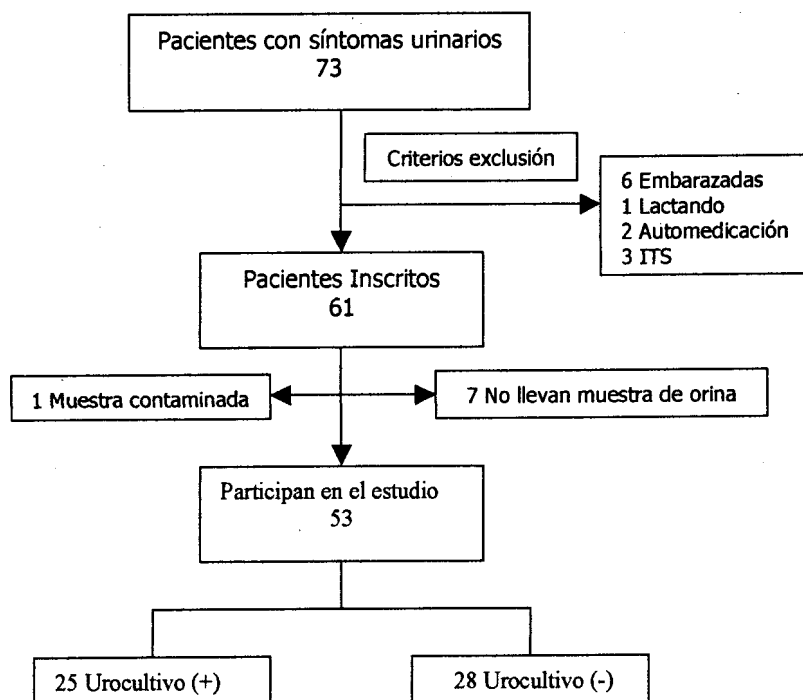 Pacientes con síntomas urinarios
73
Criterios exclusión
6 Embarazadas
1 Lactando
2 Automedicación
3 ITS
Pacientes Inscritos
61
1 Muestra contaminada
7 No llevan muestra de orina
Participan en el estudio
53
25 Urocultivo (+)
28 Urocultivo (-)